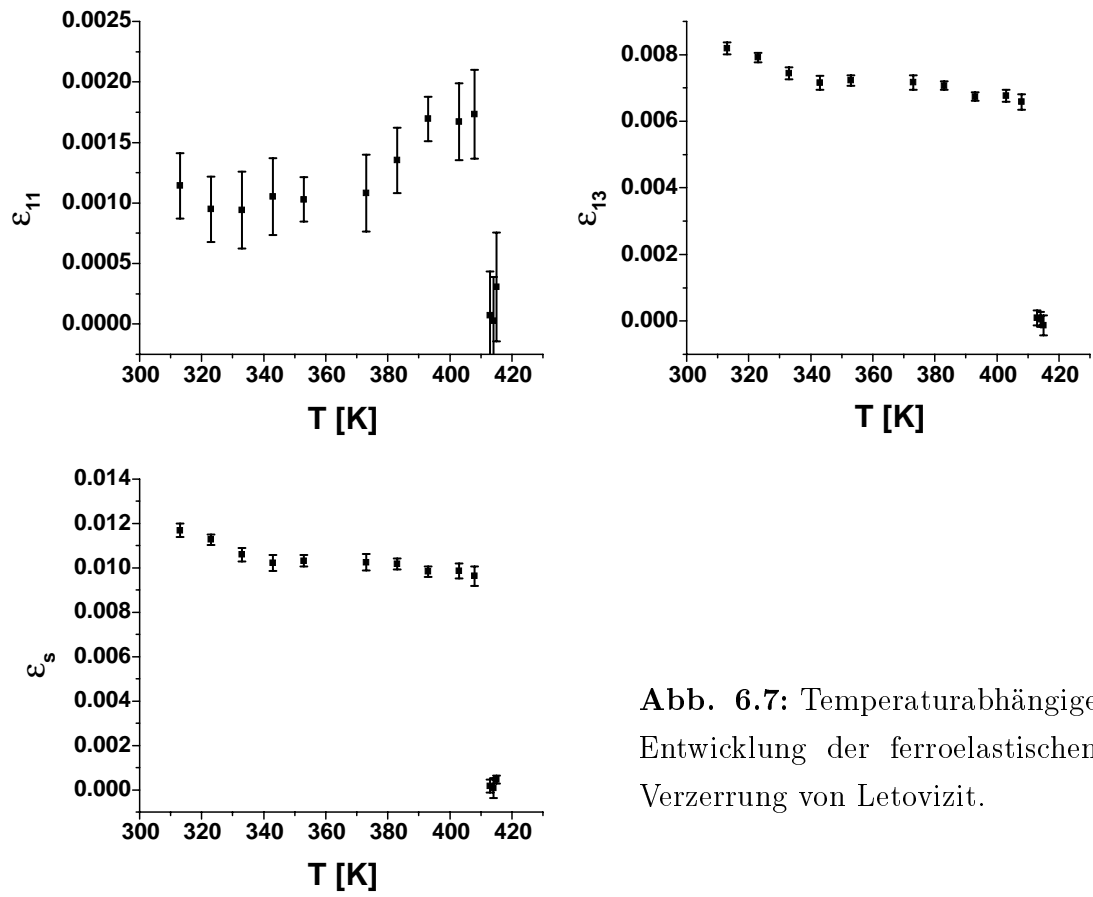 0.0025
0.0020
0.0015
0.0010
0.0005
0.0000
ε11
300 320 340 360 380 400 420
T [K]
0.008
0.006
0.004
0.002
0.000
ε13
300 320 340 360 380 400 420
T [K]
0.014
0.012
0.010
0.008
0.006
0.004
0.002
0.000
εs
300 320 340 360 380 400 420
T [K]
Abb. 6.7: Temperaturabhängige
Entwicklung der ferroelastischen
Verzerrung von Letovizit.